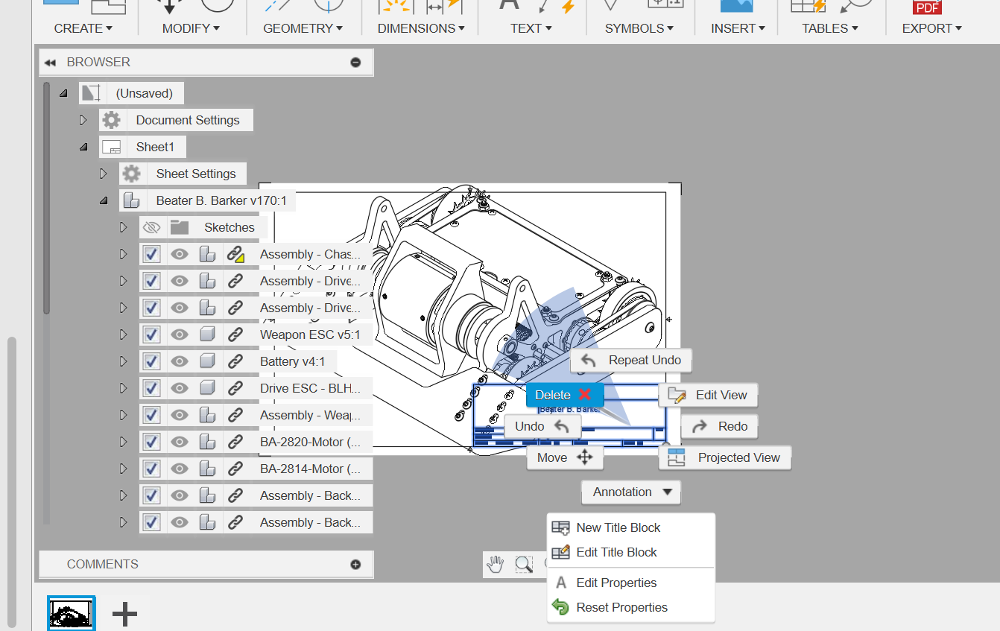 CREATE
MODIFY
GEOMETRY
DIMENSIONS
TEXT
SYMBOLS
INSERT
TABLES
PDF
EXPORT
BROWSER
(Unsaved)
Document Settings
Sheet1
Sheet Settings
Beater B. Barker v170:1
Sketches
Assembly - Chas...
Assembly - Drive...
Assembly - Drive...
Weapon ESC v5:1
Battery v4:1
Drive ESC - BLH...
Assembly - Weap...
BA-2820-Motor (...
BA-2814-Motor (...
Assembly - Back...
Assembly - Back...
Repeat Undo
Delete
Edit View
Beater B. Barker
Undo
Redo
Move
Projected View
Annotation
New Title Block
Edit Title Block
Edit Properties
Reset Properties
COMMENTS